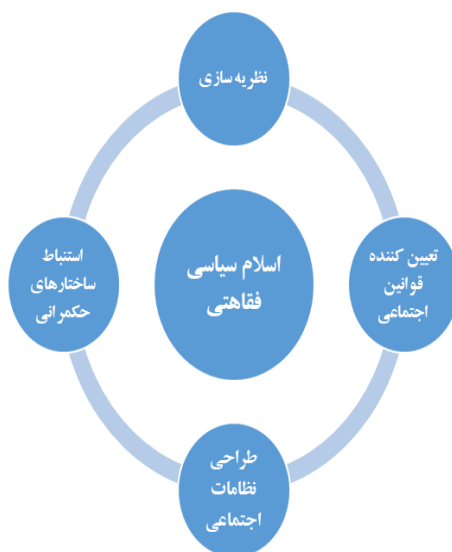 نظریه سازی
تعیین کننده
قوانین
اجتماعی
اسلام سیاسی
فقاهتی
استنباط
ساختارهای
حکمرانی
طراحی
نظامات
اجتماعی